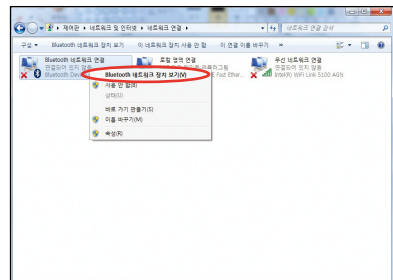 제어판 ▸ 네트워크 및 인터넷 ▸ 네트워크 연결 ▸
네트워크 연결 검색
구성 ▾ Bluetooth 네트워크 장치 보기 이 네트워크 장치 사용 안 함 이 연결 이름 바꾸기 »
Bluetooth 네트워크 연결
연결되어 있지 않음
Bluetooth Devi
로컬 영역 연결
E Fast Ether...
무선 네트워크 연결
연결되어 있지 않음
Intel(R) WiFi Link 5100 AGN
Bluetooth 네트워크 장치 보기(V)
사용 안 함(B)
상태(U)
바로 가기 만들기(S)
이름 바꾸기(M)
속성(R)